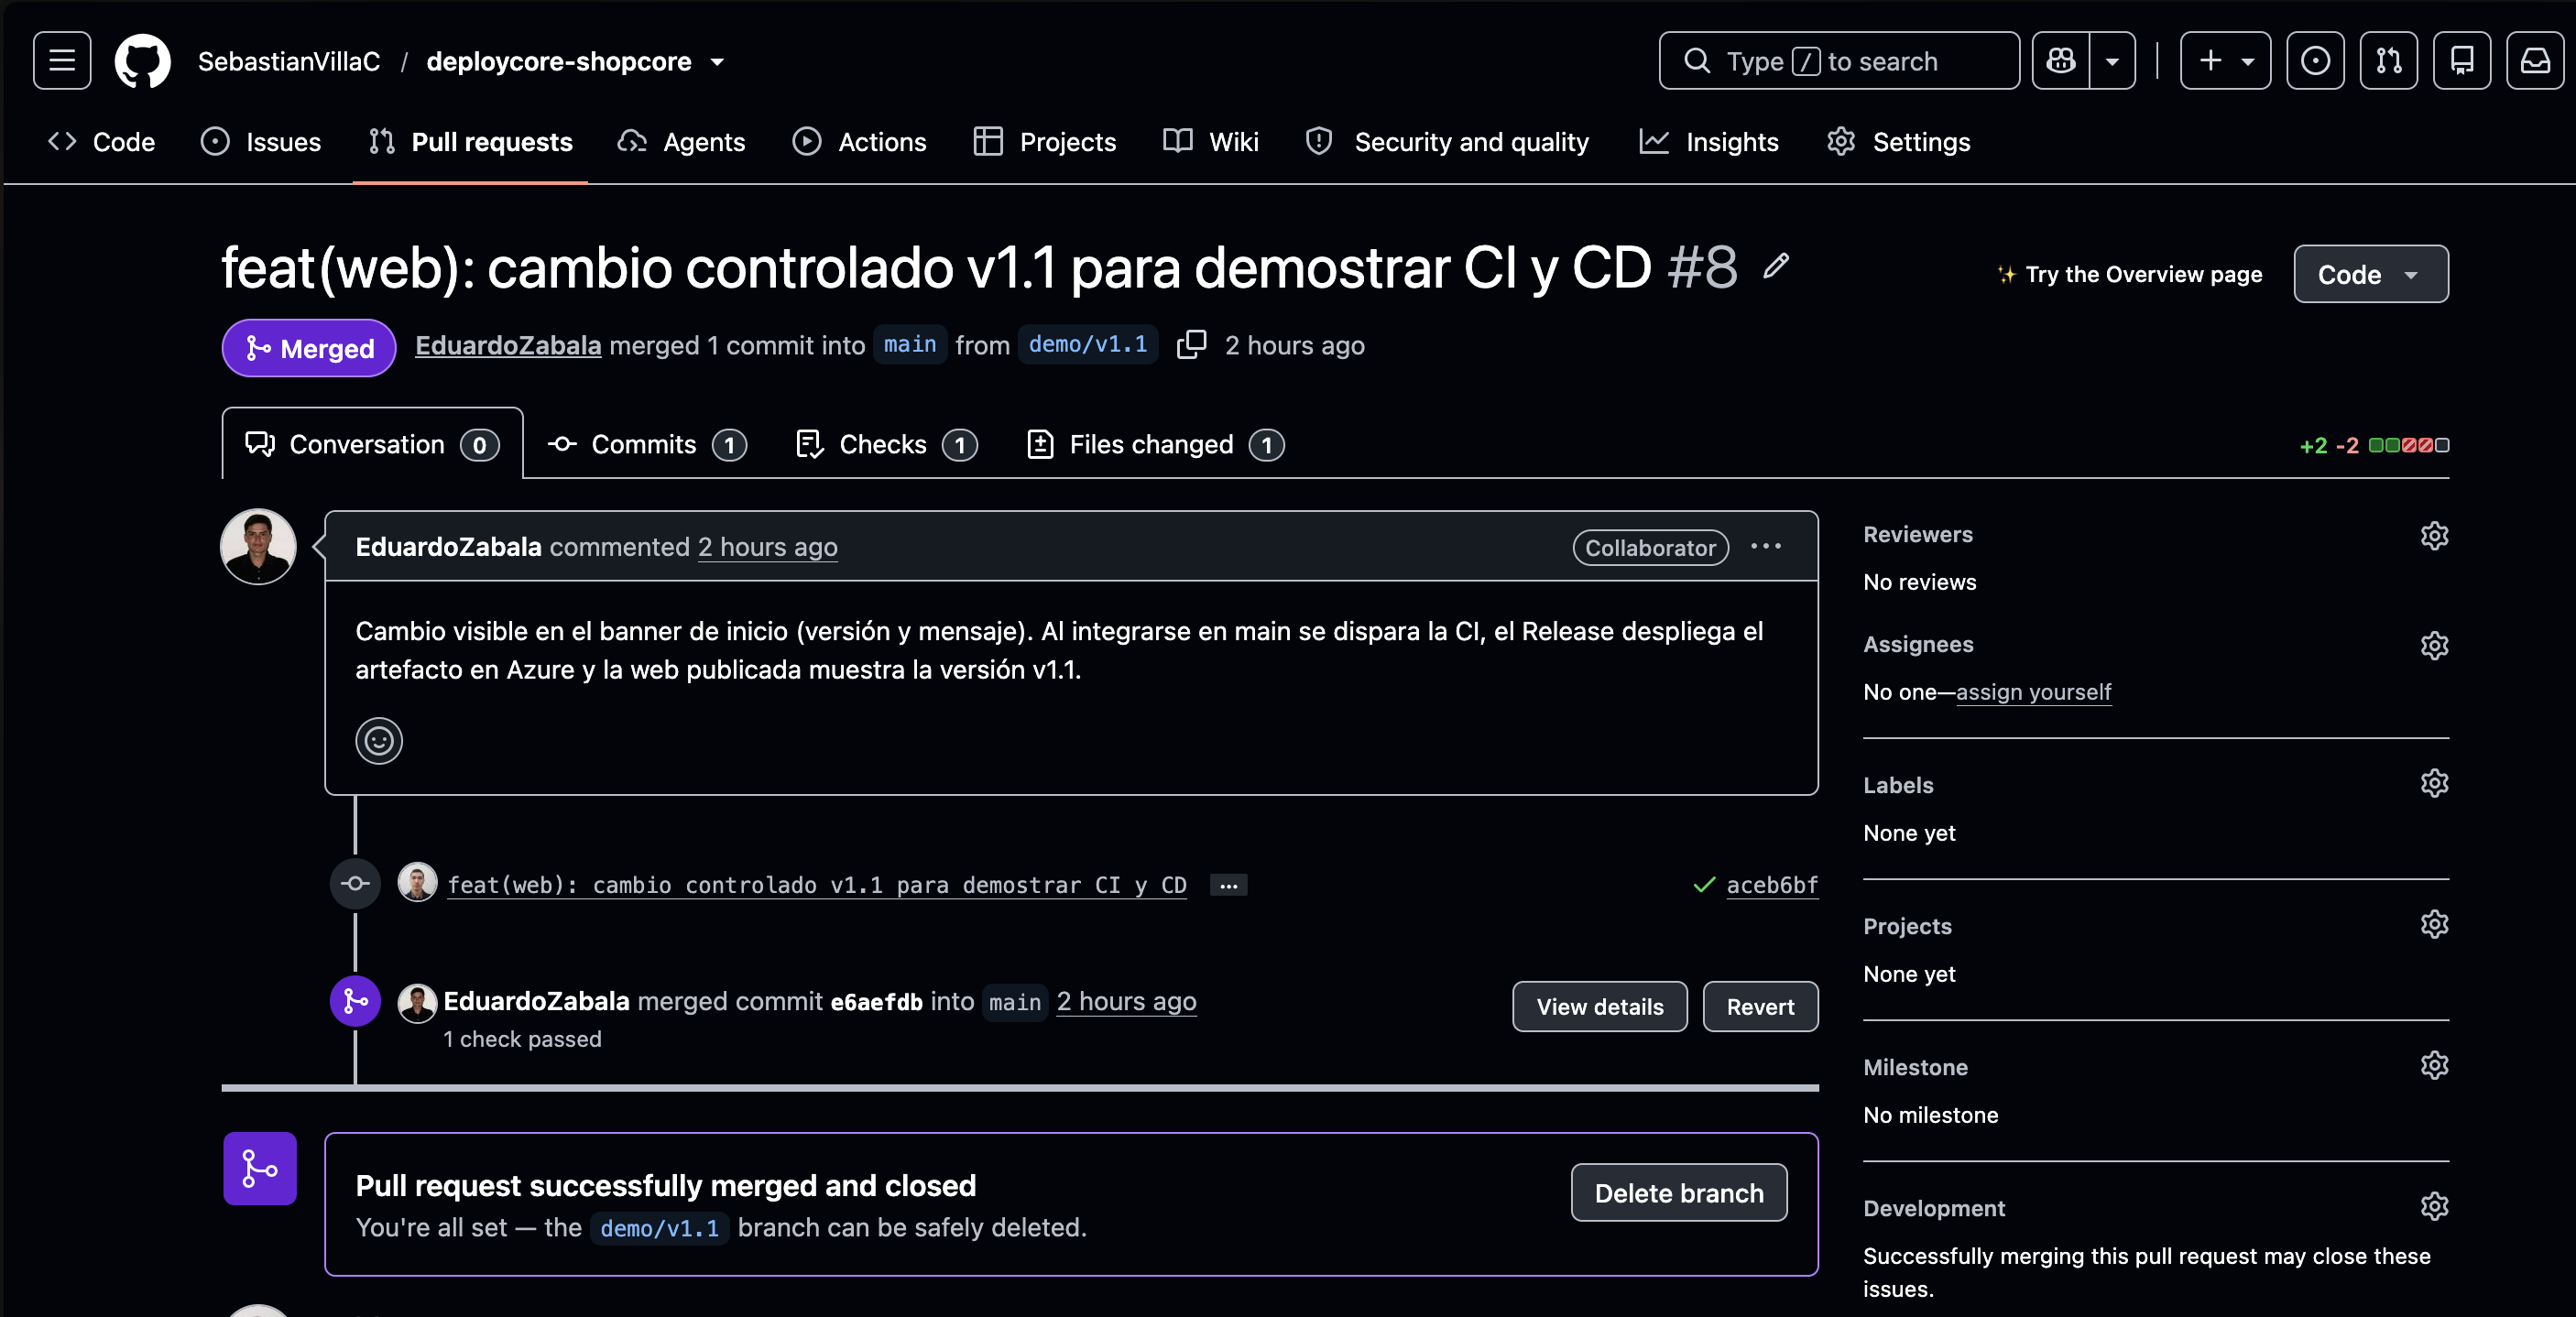 SebastianVillaC / deploycore-shopcore
Type / to search
Code Issues Pull requests Agents Actions Projects Wiki Security and quality Insights Settings
feat(web): cambio controlado v1.1 para demostrar CI y CD #8
Try the Overview page
Code
Merged EduardoZabala merged 1 commit into main from demo/v1.1 2 hours ago
Conversation 0 Commits 1 Checks 1 Files changed 1
+2 -2
EduardoZabala commented 2 hours ago
Collaborator
Cambio visible en el banner de inicio (versión y mensaje). Al integrarse en main se dispara la CI, el Release despliega el
artefacto en Azure y la web publicada muestra la versión v1.1.
feat(web): cambio controlado v1.1 para demostrar CI y CD ...
aceb6bf
EduardoZabala merged commit e6aefdb into main 2 hours ago
1 check passed
View details
Revert
Pull request successfully merged and closed
You're all set — the demo/v1.1 branch can be safely deleted.
Delete branch
Reviewers
No reviews
Assignees
No one—assign yourself
Labels
None yet
Projects
None yet
Milestone
No milestone
Development
Successfully merging this pull request may close these
issues.